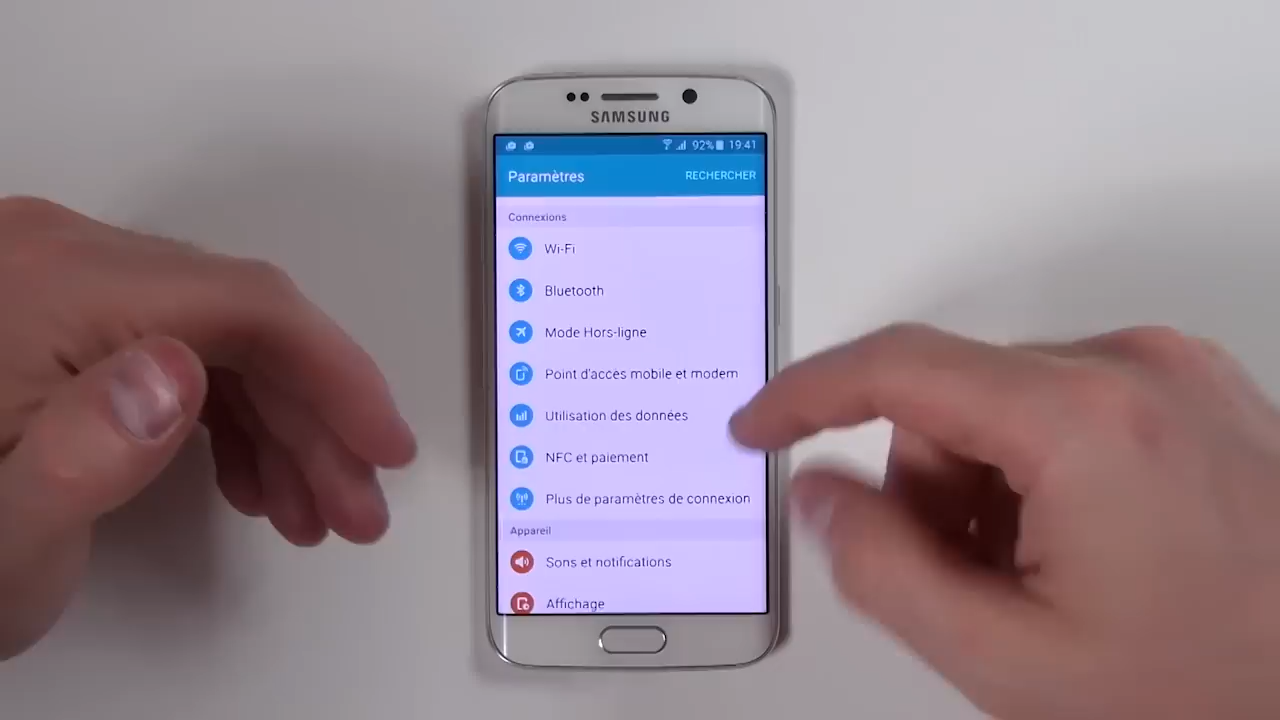 SAMSUNG
92% 19:41
Paramètres RECHERCHER
Connexions
Wi-Fi
Bluetooth
Mode Hors-ligne
Point d'accès mobile et modem
Utilisation des données
NFC et paiement
Plus de paramètres de connexion
Appareil
Sons et notifications
Affichage